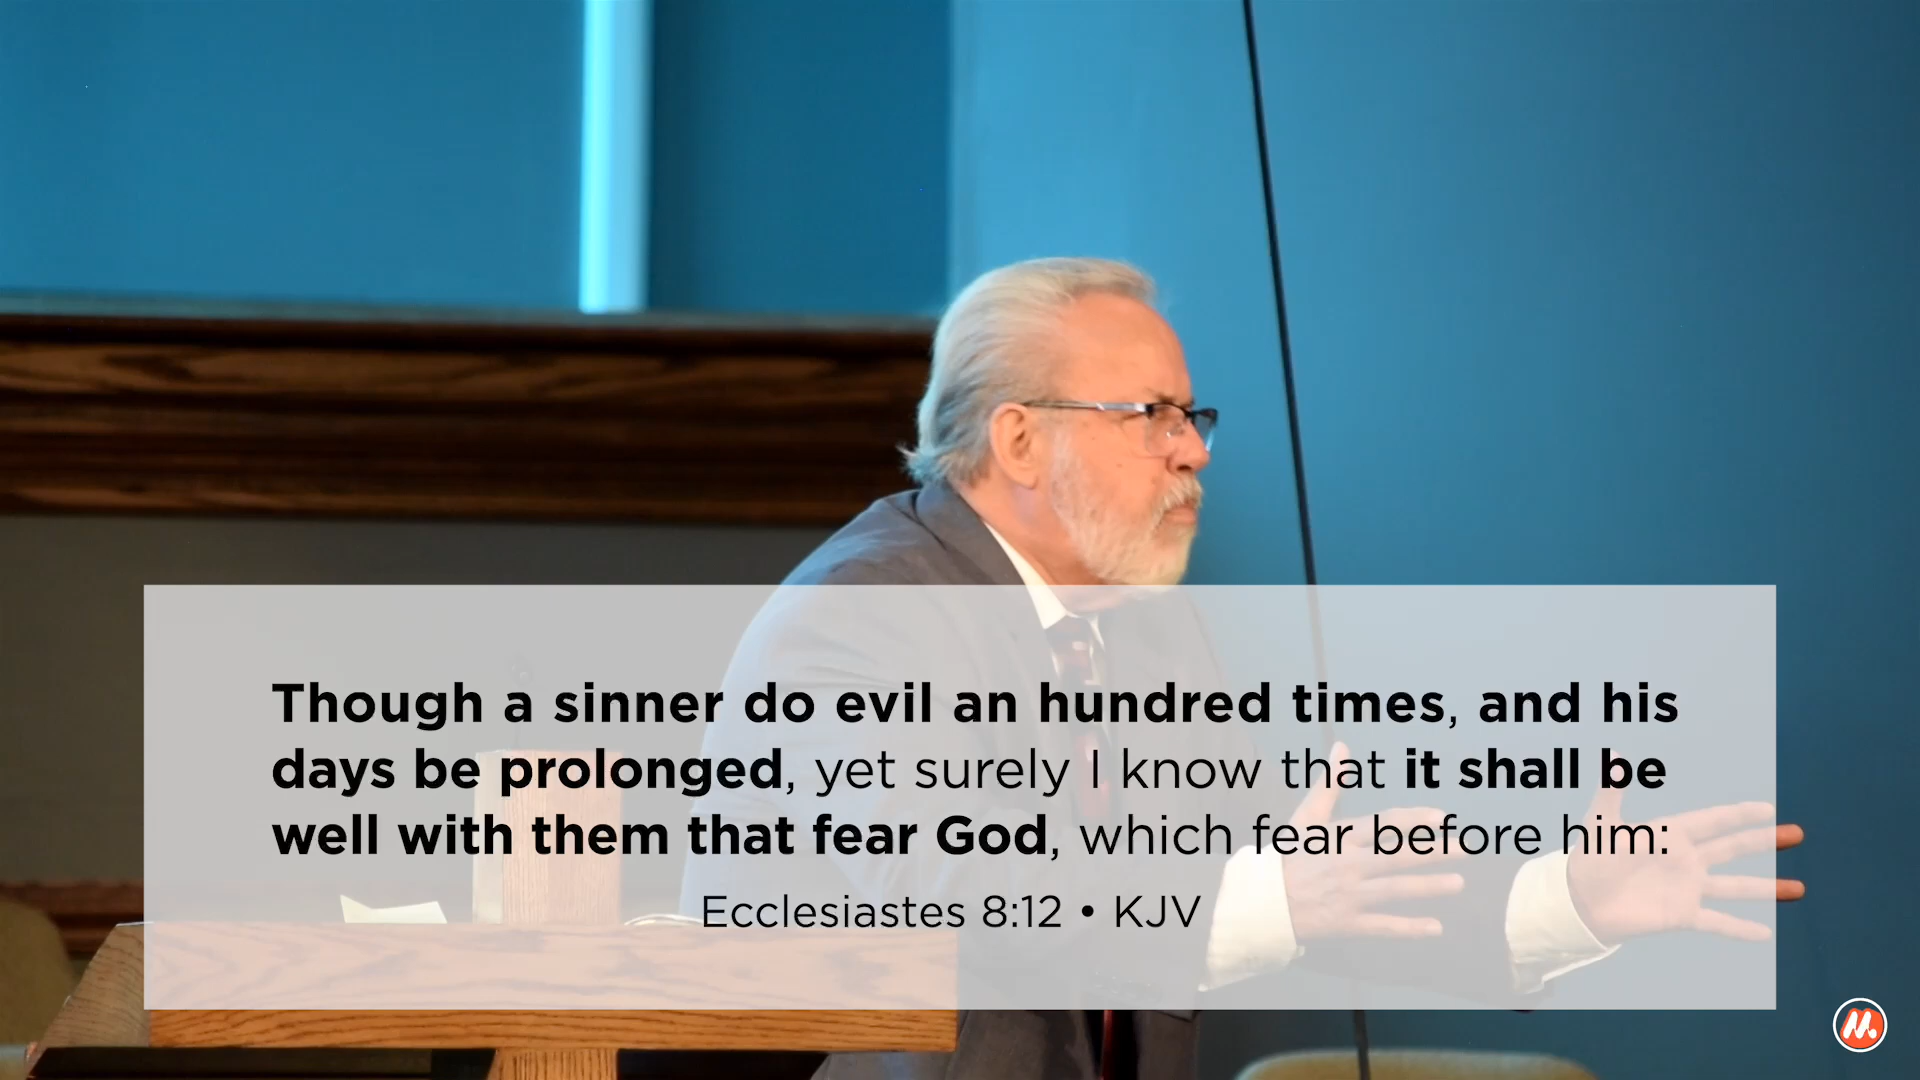 Though a sinner do evil an hundred times, and his
days be prolonged, yet surely I know that it shall be
well with them that fear God, which fear before him:
Ecclesiastes 8:12 • KJV
M.